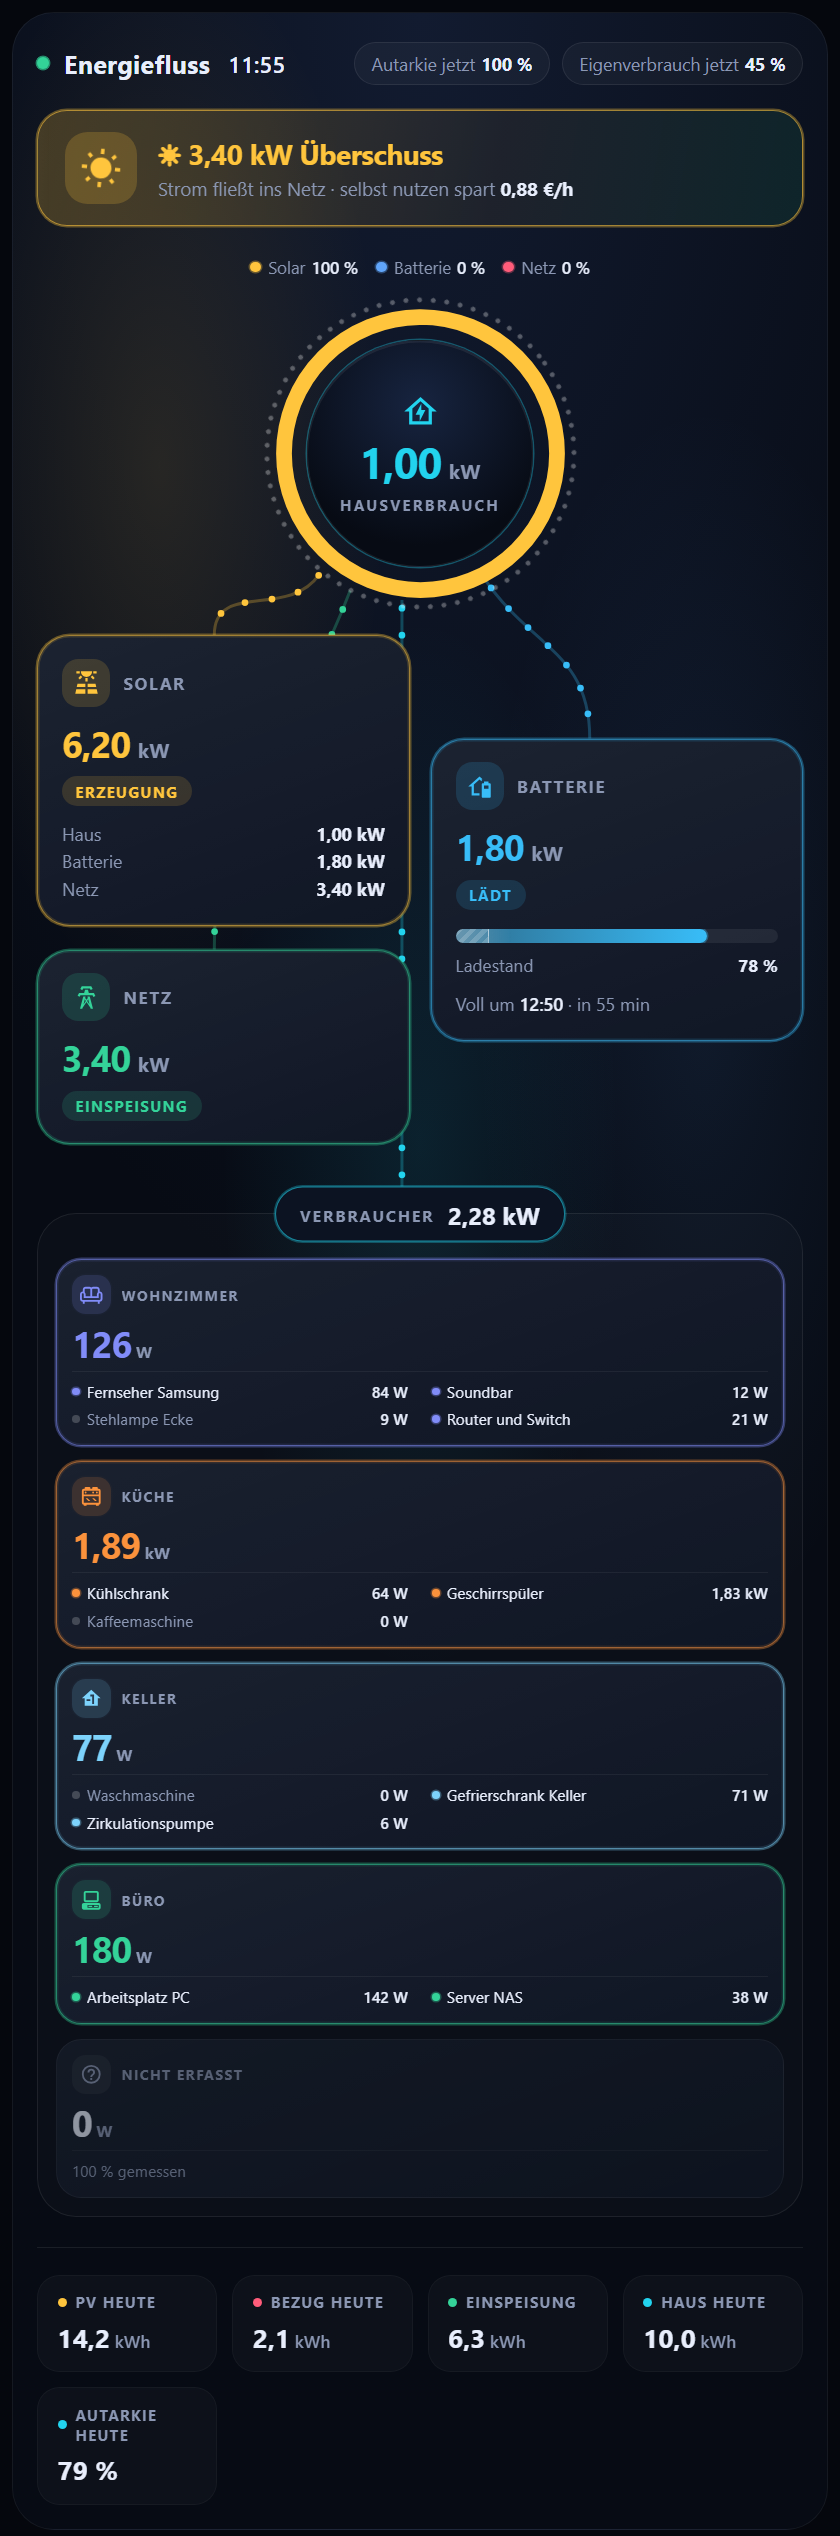 Energiefluss 11:55
Autarkie jetzt 100 %
Eigenverbrauch jetzt 45 %
☀ 3,40 kW Überschuss
Strom fließt ins Netz · selbst nutzen spart 0,88 €/h
Solar 100 % Batterie 0 % Netz 0 %
1,00 kW
HAUSVERBRAUCH
SOLAR
6,20 kW
ERZEUGUNG
Haus 1,00 kW
Batterie 1,80 kW
Netz 3,40 kW
BATTERIE
1,80 kW
LÄDT
Ladestand 78 %
Voll um 12:50 · in 55 min
NETZ
3,40 kW
EINSPEISUNG
VERBRAUCHER 2,28 kW
WOHNZIMMER
126 W
Fernseher Samsung 84 W Soundbar 12 W
Stehlampe Ecke 9 W Router und Switch 21 W
KÜCHE
1,89 kW
Kühlschrank 64 W Geschirrspüler 1,83 kW
Kaffeemaschine 0 W
KELLER
77 W
Waschmaschine 0 W Gefrierschrank Keller 71 W
Zirkulationspumpe 6 W
BÜRO
180 W
Arbeitsplatz PC 142 W Server NAS 38 W
NICHT ERFASST
0 W
100 % gemessen
PV HEUTE
14,2 kWh
BEZUG HEUTE
2,1 kWh
EINSPEISUNG
6,3 kWh
HAUS HEUTE
10,0 kWh
AUTARKIE
HEUTE
79 %